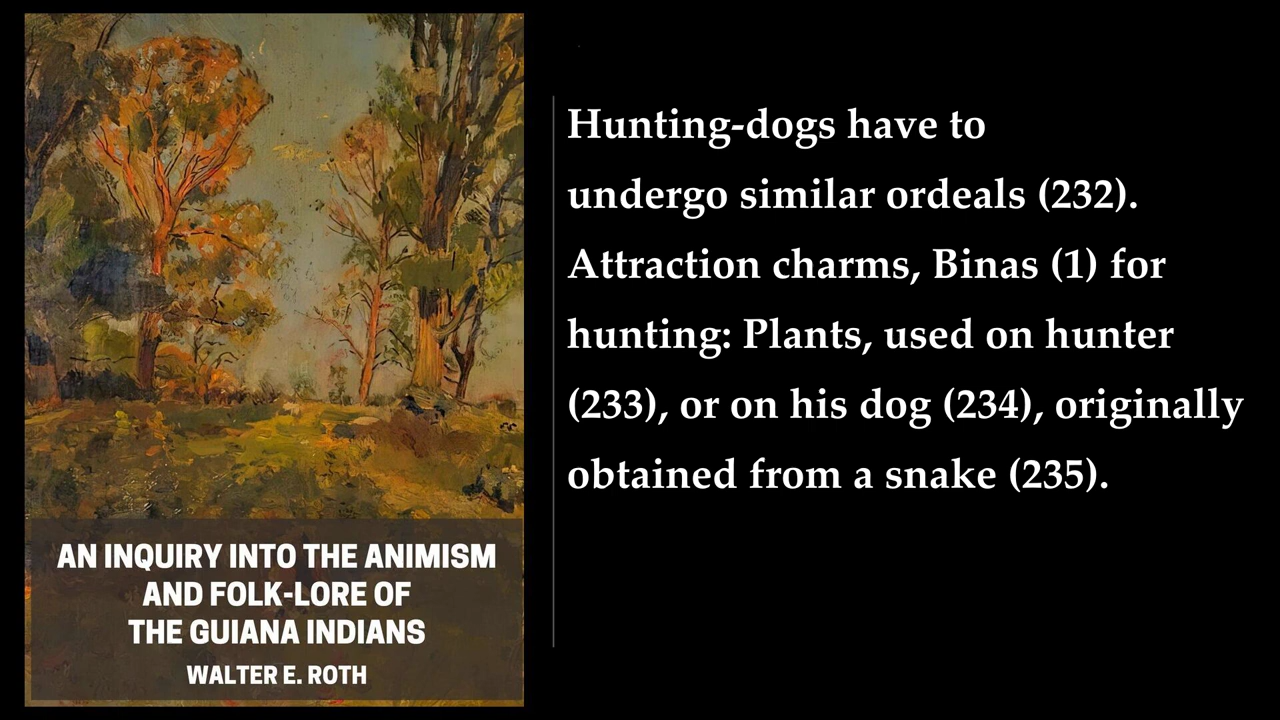 Hunting-dogs have to
undergo similar ordeals (232).
Attraction charms, Binas (1) for
hunting: Plants, used on hunter
(233), or on his dog (234), originally
obtained from a snake (235).
AN INQUIRY INTO THE ANIMISM
AND FOLK-LORE OF
THE GUIANA INDIANS
WALTER E. ROTH